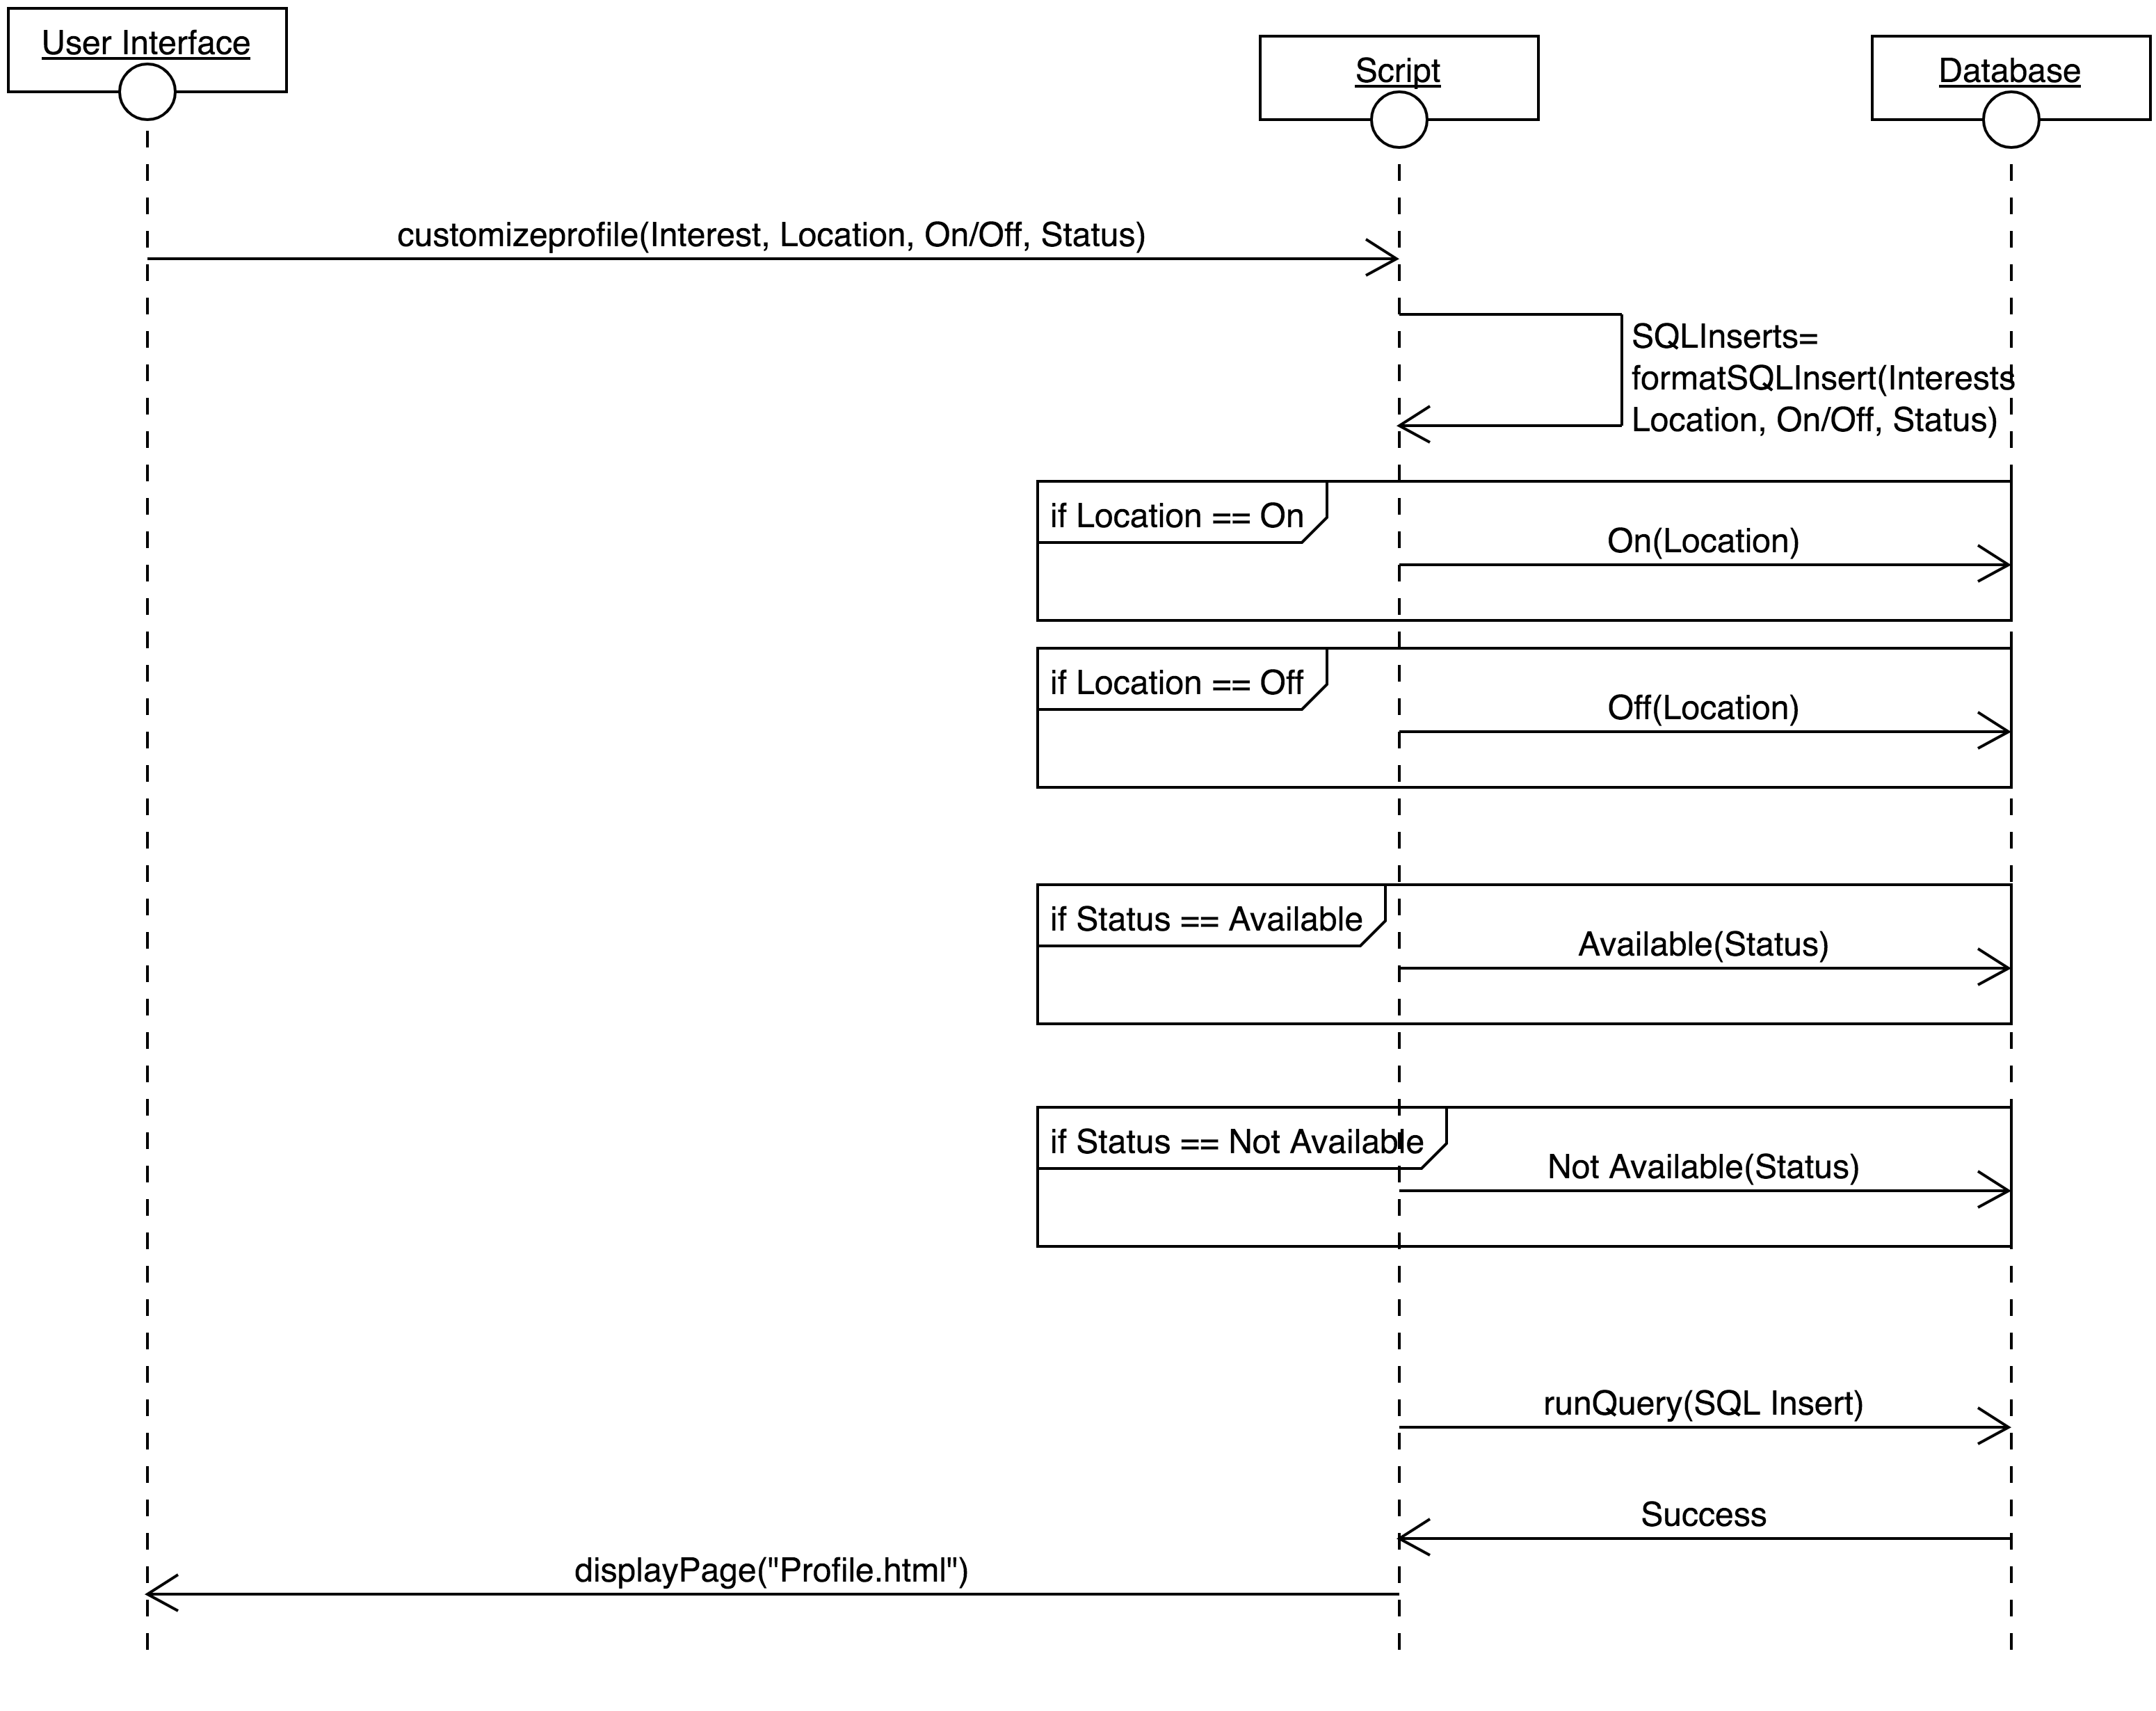 User Interface
Script
Database
customizeprofile(Interest, Location, On/Off, Status)
SQLInserts=
formatSQLInsert(Interests
Location, On/Off, Status)
if Location == On
On(Location)
if Location == Off
Off(Location)
if Status == Available
Available(Status)
if Status == Not Available
Not Available(Status)
runQuery(SQL Insert)
Success
displayPage("Profile.html")